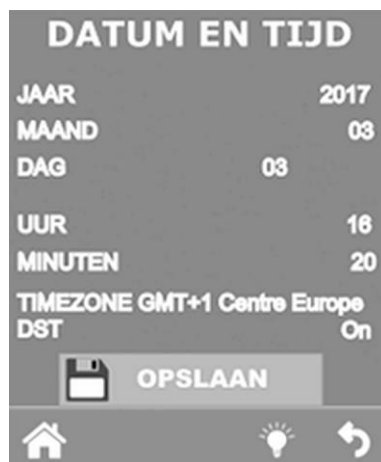 DATUM EN TIJD
JAAR 2017
MAAND 03
DAG 03
UUR 16
MINUTEN 20
TIMEZONE GMT+1 Centre Europe
DST On
OPSLAAN